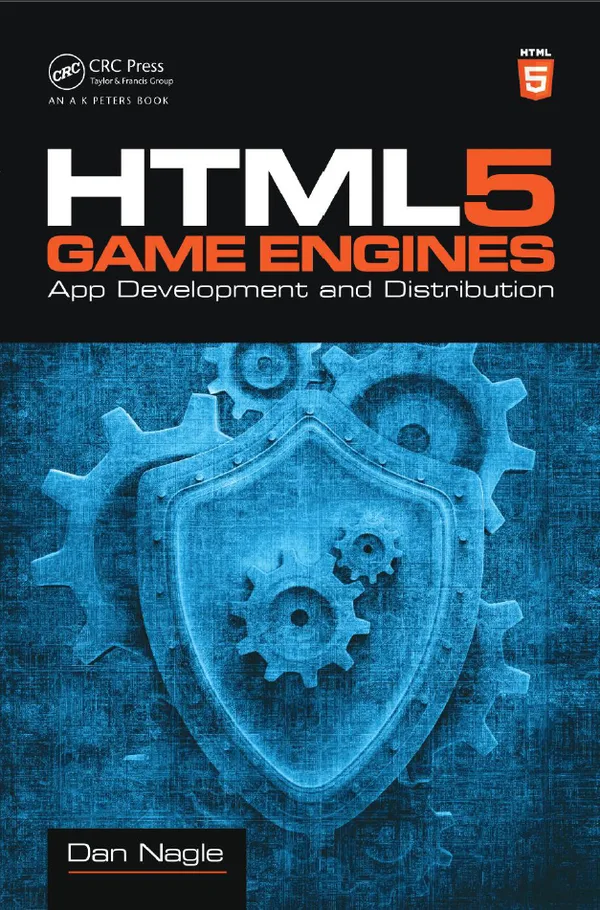 CRC
CRC Press
Taylor & Francis Group
AN A K PETERS BOOK
HTML
5
HTML5
GAME ENGINES
App Development and Distribution
Dan Nagle